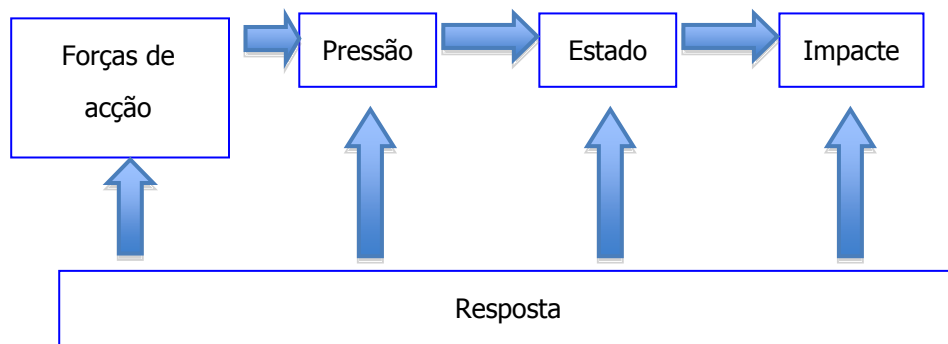 Forças de
acção
Pressão
Estado
Impacte
Resposta